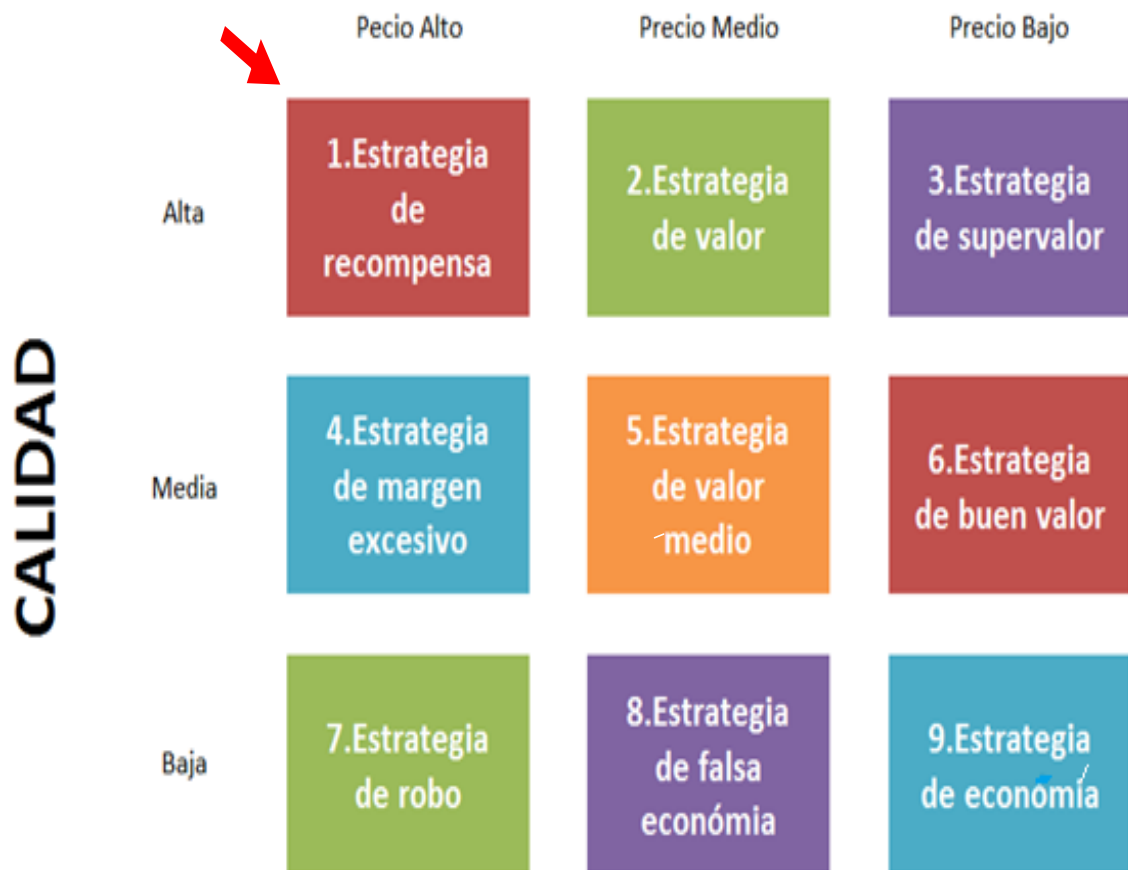 Pecio Alto
Precio Medio
Precio Bajo
CALIDAD
Alta
1.Estrategia
de
recompensa
2.Estrategia
de valor
3.Estrategia
de supervalor
Media
4.Estrategia
de margen
excesivo
5.Estrategia
de valor
medio
6.Estrategia
de buen valor
Baja
7.Estrategia
de robo
8.Estrategia
de falsa
económia
9.Estrategia
de economía